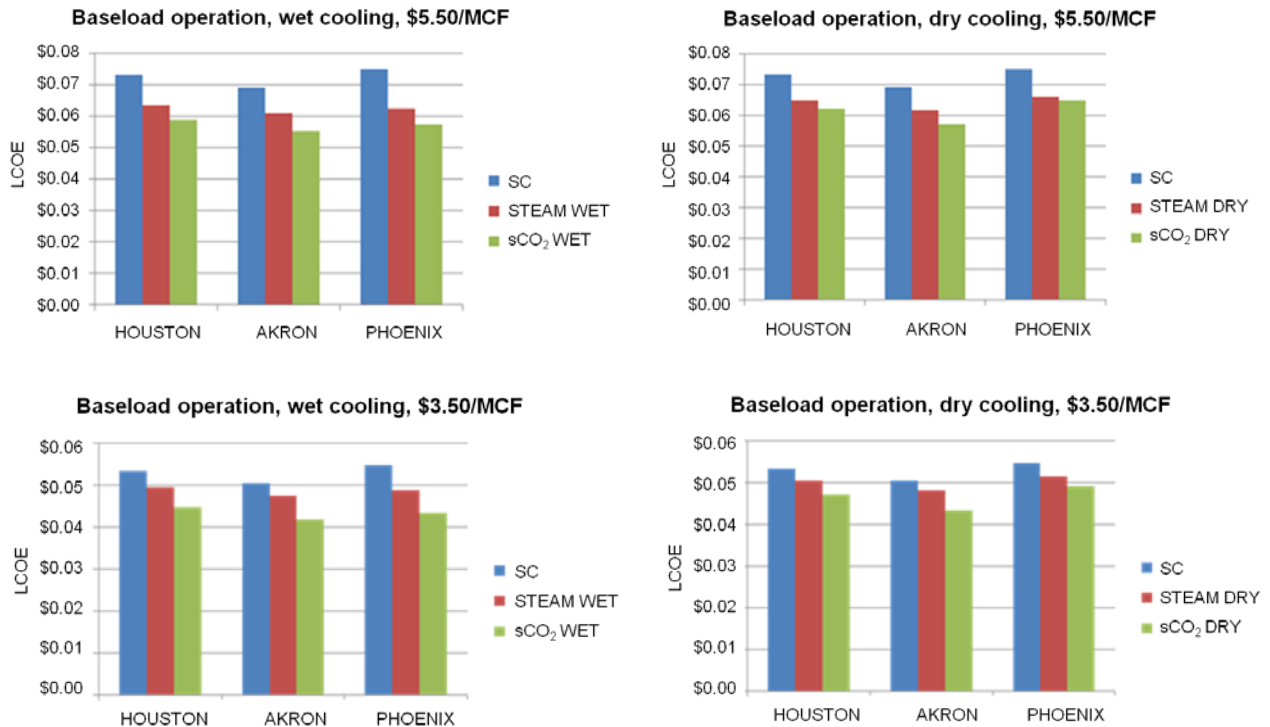 Baseload operation, wet cooling, $5.50/MCF
$0.08
$0.07
$0.06
$0.05
$0.04
$0.03
$0.02
$0.01
$0.00
LCOE
HOUSTON AKRON PHOENIX
SC
STEAM WET
sCO₂ WET
Baseload operation, dry cooling, $5.50/MCF
$0.08
$0.07
$0.06
$0.05
$0.04
$0.03
$0.02
$0.01
$0.00
LCOE
HOUSTON AKRON PHOENIX
SC
STEAM DRY
sCO₂ DRY
Baseload operation, wet cooling, $3.50/MCF
$0.06
$0.05
$0.04
$0.03
$0.02
$0.01
$0.00
LCOE
HOUSTON AKRON PHOENIX
SC
STEAM WET
sCO₂ WET
Baseload operation, dry cooling, $3.50/MCF
$0.06
$0.05
$0.04
$0.03
$0.02
$0.01
$0.00
LCOE
HOUSTON AKRON PHOENIX
SC
STEAM DRY
sCO₂ DRY